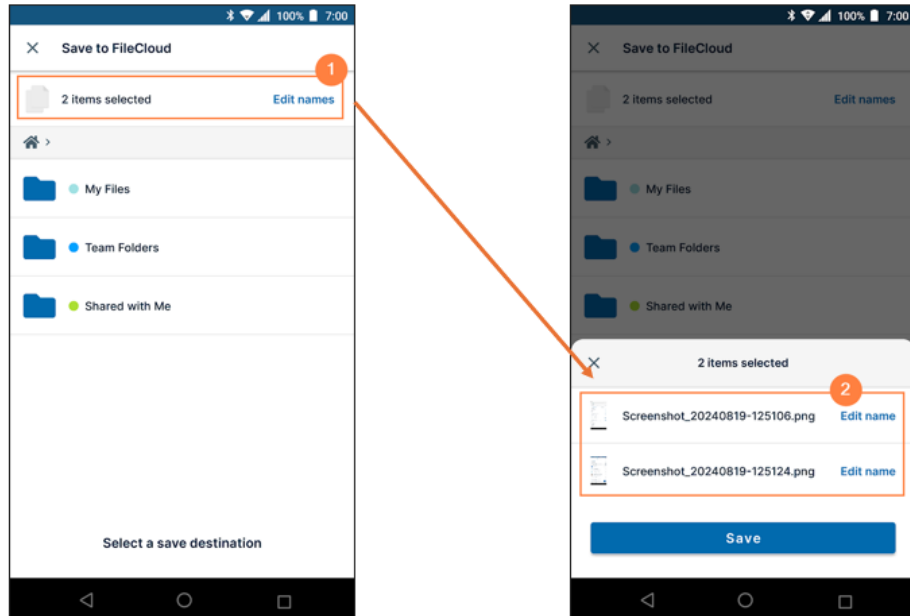 100% 7:00
Save to FileCloud
1
2 items selected Edit names
My Files
Team Folders
Shared with Me
Select a save destination
100% 7:00
Save to FileCloud
2 items selected Edit names
My Files
Team Folders
Shared with Me
2 items selected
2
Screenshot_20240819-125106.png Edit name
Screenshot_20240819-125124.png Edit name
Save